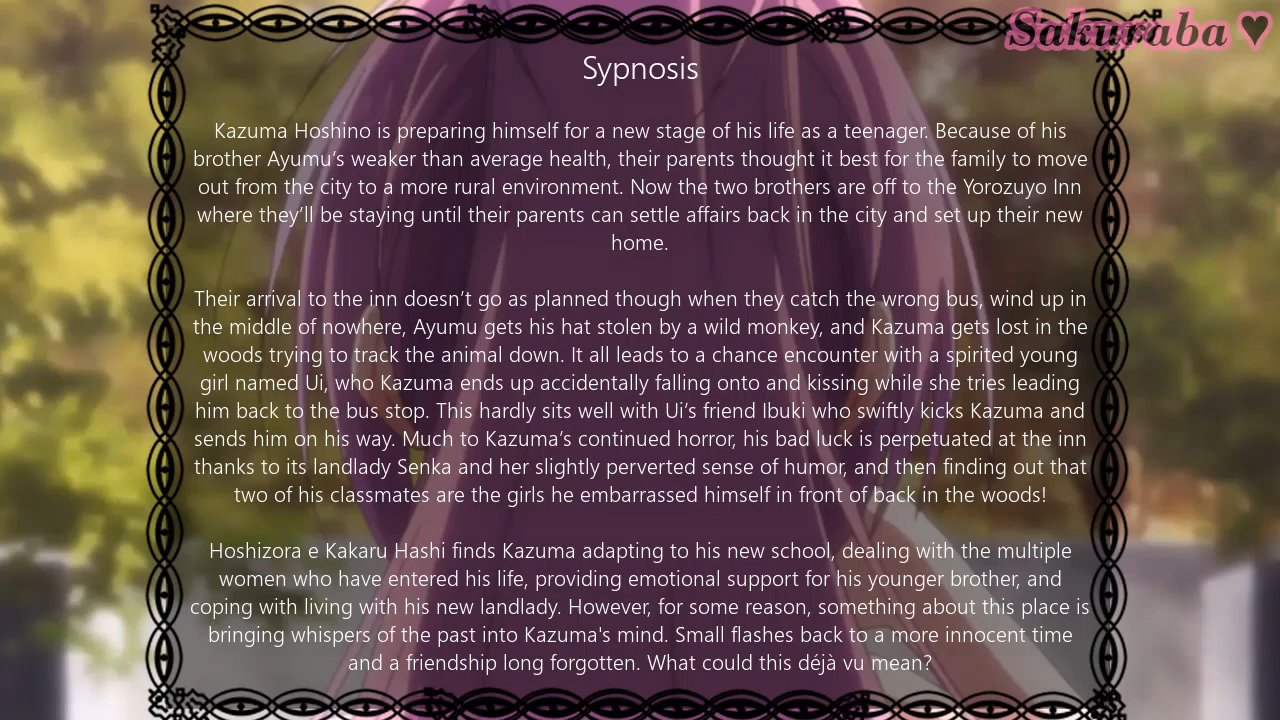 Sakuraba ♥
Sypnosis
Kazuma Hoshino is preparing himself for a new stage of his life as a teenager. Because of his
brother Ayumu’s weaker than average health, their parents thought it best for the family to move
out from the city to a more rural environment. Now the two brothers are off to the Yorozuyo Inn
where they’ll be staying until their parents can settle affairs back in the city and set up their new
home.
Their arrival to the inn doesn’t go as planned though when they catch the wrong bus, wind up in
the middle of nowhere, Ayumu gets his hat stolen by a wild monkey, and Kazuma gets lost in the
woods trying to track the animal down. It all leads to a chance encounter with a spirited young
girl named Ui, who Kazuma ends up accidentally falling onto and kissing while she tries leading
him back to the bus stop. This hardly sits well with Ui’s friend Ibuki who swiftly kicks Kazuma and
sends him on his way. Much to Kazuma’s continued horror, his bad luck is perpetuated at the inn
thanks to its landlady Senka and her slightly perverted sense of humor, and then finding out that
two of his classmates are the girls he embarrassed himself in front of back in the woods!
Hoshizora e Kakaru Hashi finds Kazuma adapting to his new school, dealing with the multiple
women who have entered his life, providing emotional support for his younger brother, and
coping with living with his new landlady. However, for some reason, something about this place is
bringing whispers of the past into Kazuma's mind. Small flashes back to a more innocent time
and a friendship long forgotten. What could this déjà vu mean?